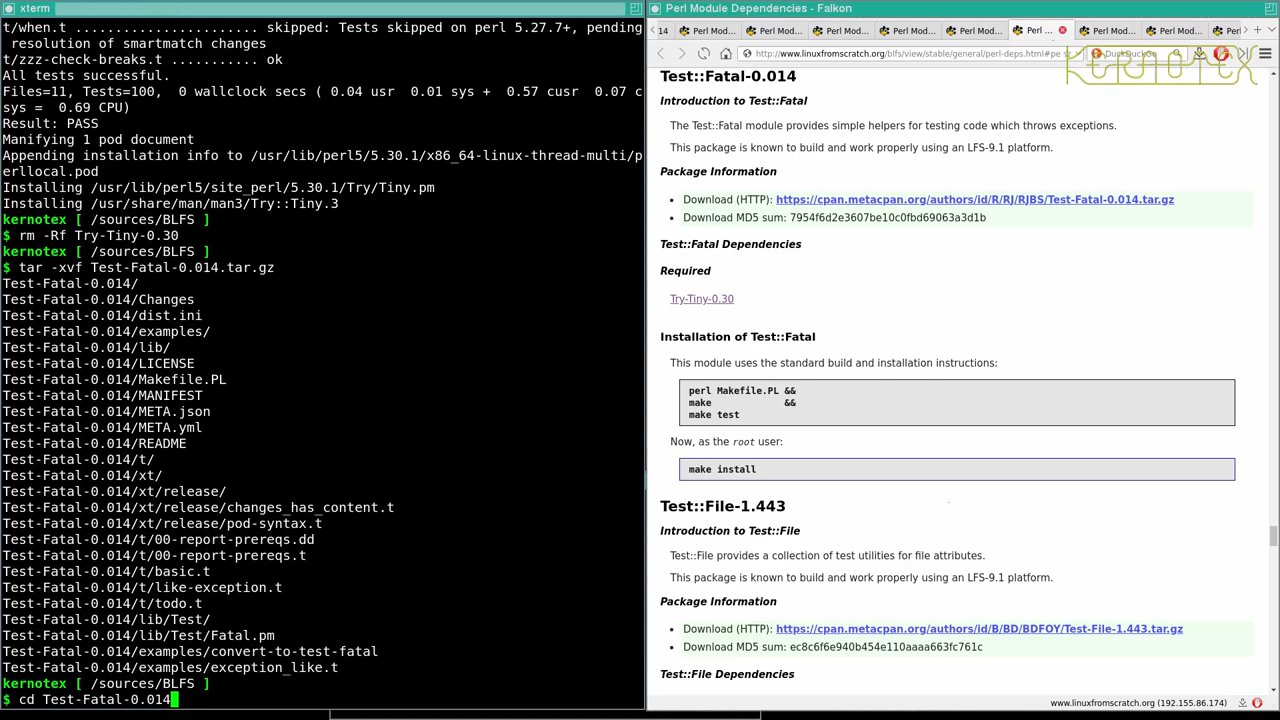 xterm
t/when.t ...................... skipped: Tests skipped on perl 5.27.7+, pending
 resolution of smartmatch changes
t/zzz-check-breaks.t ........... ok
All tests successful.
Files=11, Tests=100,  0 wallclock secs ( 0.04 usr  0.01 sys +  0.57 cusr  0.07 c
sys =  0.69 CPU)
Result: PASS
Manifying 1 pod document
Appending installation info to /usr/lib/perl5/5.30.1/x86_64-linux-thread-multi/p
erllocal.pod
Installing /usr/lib/perl5/site_perl/5.30.1/Try/Tiny.pm
Installing /usr/share/man/man3/Try::Tiny.3
kernotex [ /sources/BLFS ]
$ rm -Rf Try-Tiny-0.30
kernotex [ /sources/BLFS ]
$ tar -xvf Test-Fatal-0.014.tar.gz
Test-Fatal-0.014/
Test-Fatal-0.014/Changes
Test-Fatal-0.014/dist.ini
Test-Fatal-0.014/examples/
Test-Fatal-0.014/lib/
Test-Fatal-0.014/LICENSE
Test-Fatal-0.014/Makefile.PL
Test-Fatal-0.014/MANIFEST
Test-Fatal-0.014/META.json
Test-Fatal-0.014/META.yml
Test-Fatal-0.014/README
Test-Fatal-0.014/t/
Test-Fatal-0.014/xt/
Test-Fatal-0.014/xt/release/
Test-Fatal-0.014/xt/release/changes_has_content.t
Test-Fatal-0.014/xt/release/pod-syntax.t
Test-Fatal-0.014/t/00-report-prereqs.dd
Test-Fatal-0.014/t/00-report-prereqs.t
Test-Fatal-0.014/t/basic.t
Test-Fatal-0.014/t/like-exception.t
Test-Fatal-0.014/t/todo.t
Test-Fatal-0.014/lib/Test/
Test-Fatal-0.014/lib/Test/Fatal.pm
Test-Fatal-0.014/examples/convert-to-test-fatal
Test-Fatal-0.014/examples/exception_like.t
kernotex [ /sources/BLFS ]
$ cd Test-Fatal-0.014
Perl Module Dependencies - Falkon
14 Perl Mod... Perl Mod... Perl Mod... Perl Mod... Perl Mod... Perl ... Perl Mod... Perl Mod... Perl
http://www.linuxfromscratch.org/blfs/view/stable/general/perl-deps.html#pe DuckDuckGo
KERNOTEX
Test::Fatal-0.014
Introduction to Test::Fatal
The Test::Fatal module provides simple helpers for testing code which throws exceptions.
This package is known to build and work properly using an LFS-9.1 platform.
Package Information
• Download (HTTP): https://cpan.metacpan.org/authors/id/R/RJ/RJBS/Test-Fatal-0.014.tar.gz
• Download MD5 sum: 7954f6d2e3607be10c0fbd69063a3d1b
Test::Fatal Dependencies
Required
Try-Tiny-0.30
Installation of Test::Fatal
This module uses the standard build and installation instructions:
perl Makefile.PL &&
make             &&
make test
Now, as the root user:
make install
Test::File-1.443
Introduction to Test::File
Test::File provides a collection of test utilities for file attributes.
This package is known to build and work properly using an LFS-9.1 platform.
Package Information
• Download (HTTP): https://cpan.metacpan.org/authors/id/B/BD/BDFOY/Test-File-1.443.tar.gz
• Download MD5 sum: ec8c6f6e940b454e110aaaa663fc761c
Test::File Dependencies
www.linuxfromscratch.org (192.155.86.174)